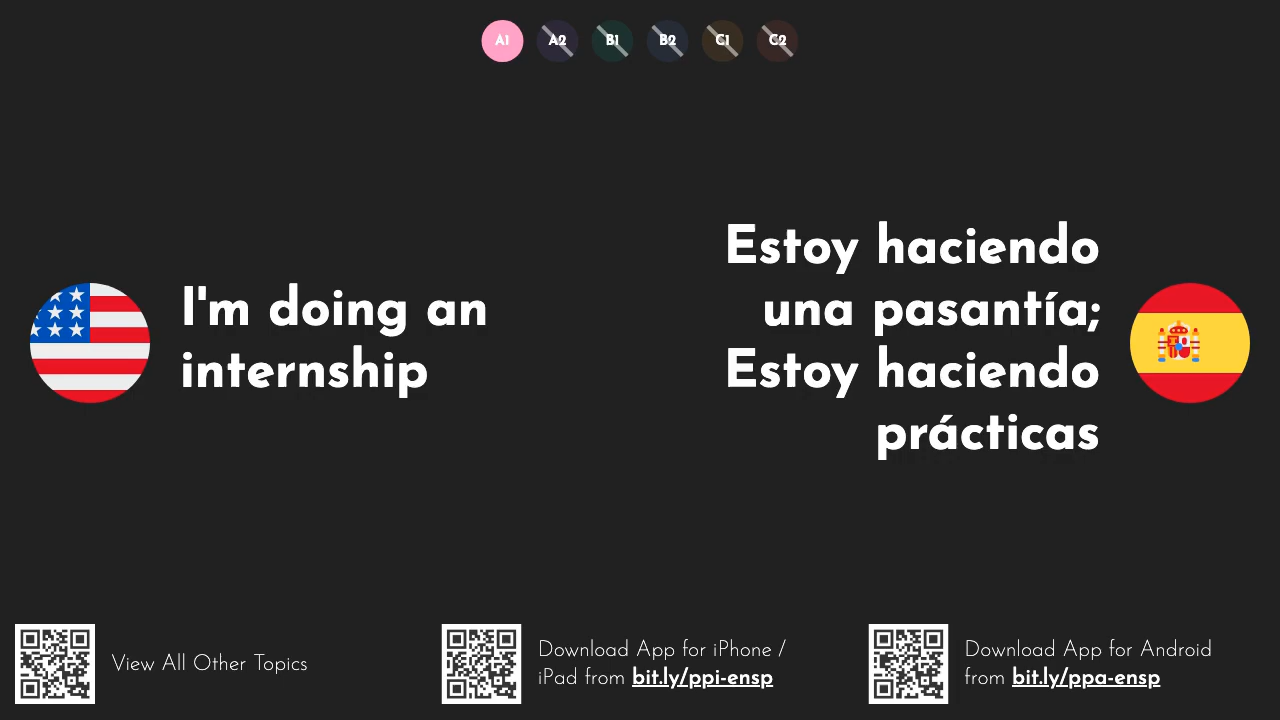 A1 A2 B1 B2 C1 C2
I'm doing an
internship
Estoy haciendo
una pasantía;
Estoy haciendo
prácticas
View All Other Topics
Download App for iPhone /
iPad from bit.ly/ppi-ensp
Download App for Android
from bit.ly/ppa-ensp